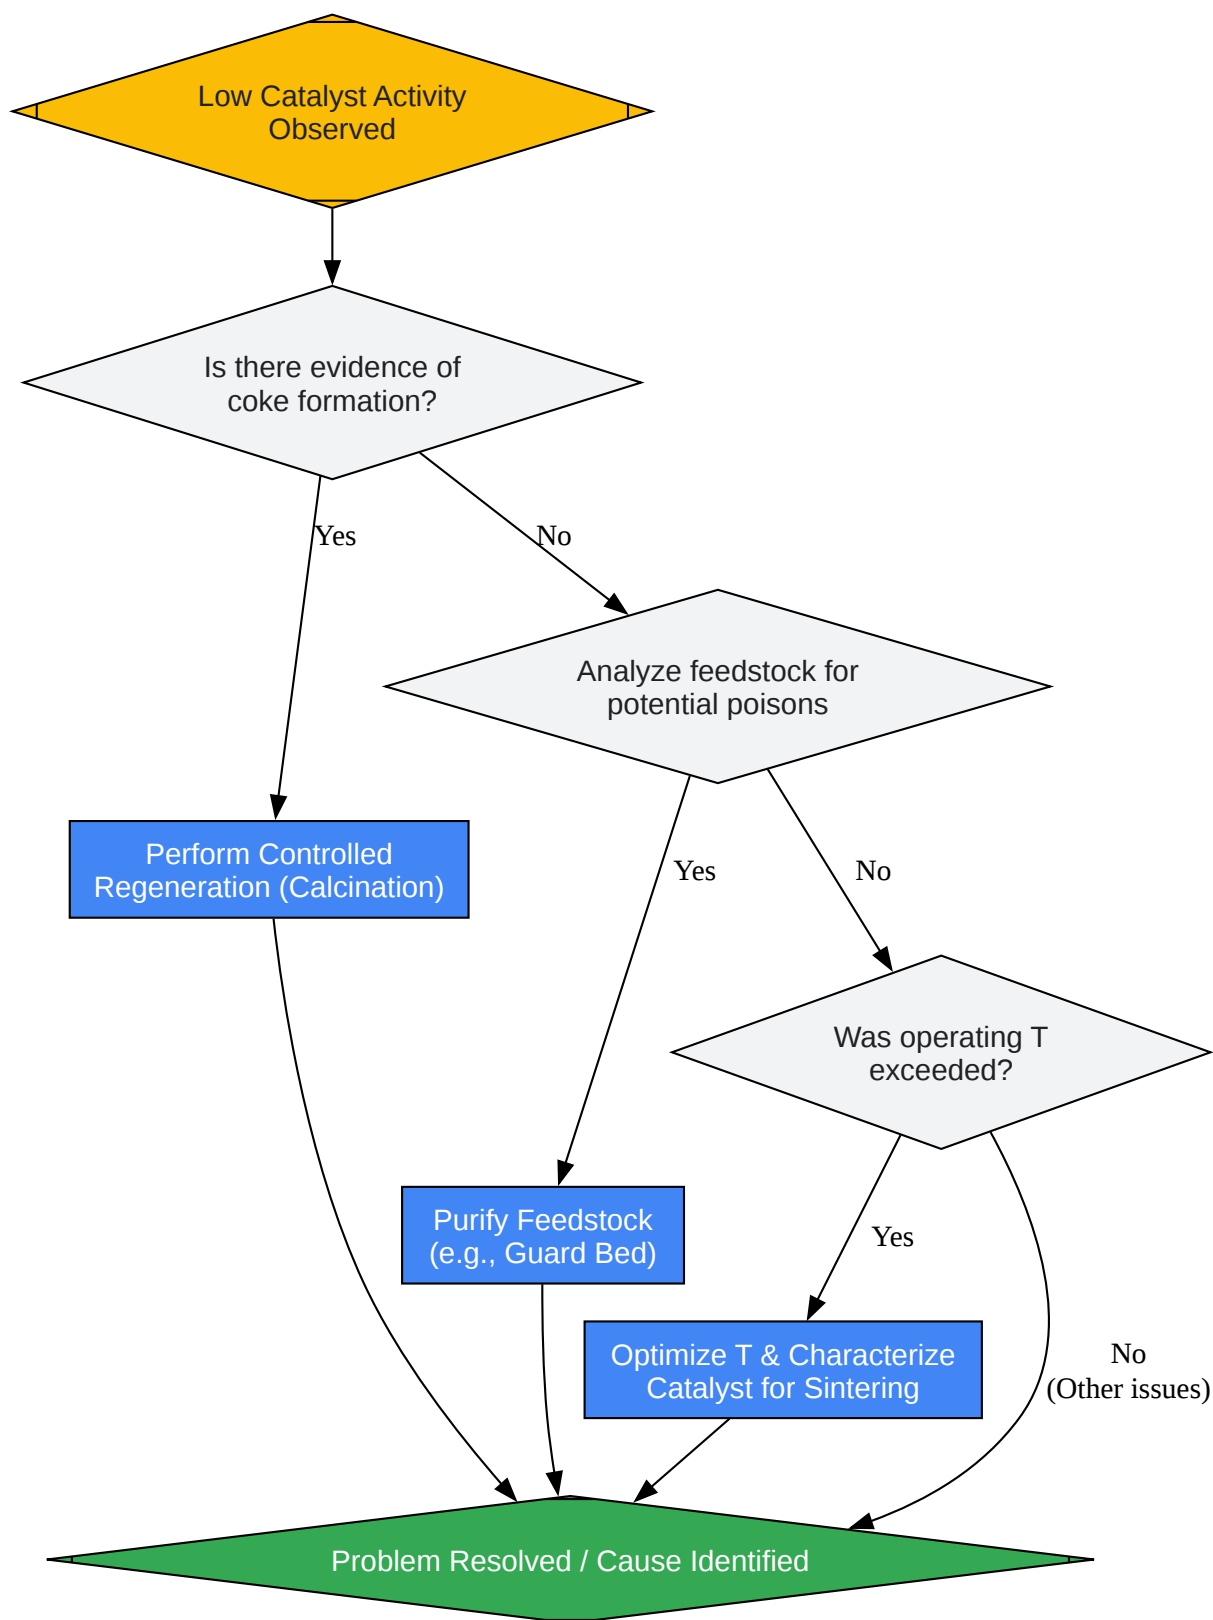 Low Catalyst Activity
Observed
Is there evidence of
coke formation?
Yes
No
Analyze feedstock for
potential poisons
Perform Controlled
Regeneration (Calcination)
Yes
No
Was operating T
exceeded?
Purify Feedstock
(e.g., Guard Bed)
Yes
Optimize T & Characterize
Catalyst for Sintering
No
(Other issues)
Problem Resolved / Cause Identified